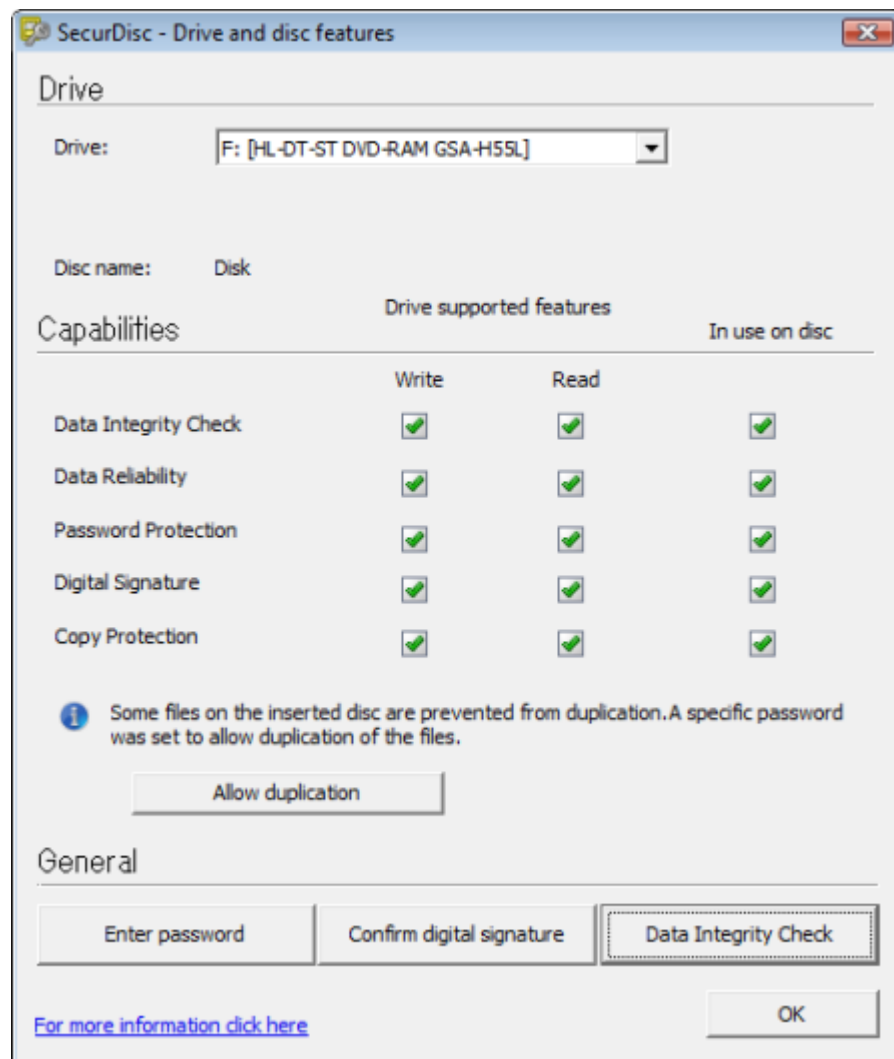 SecurDisc - Drive and disc features
Drive
Drive: F: [HL-DT-ST DVD-RAM GSA-H55L]
Disc name: Disk
Drive supported features
Capabilities In use on disc
Write Read
Data Integrity Check
Data Reliability
Password Protection
Digital Signature
Copy Protection
Some files on the inserted disc are prevented from duplication.A specific password
was set to allow duplication of the files.
Allow duplication
General
Enter password Confirm digital signature Data Integrity Check
OK
For more information click here